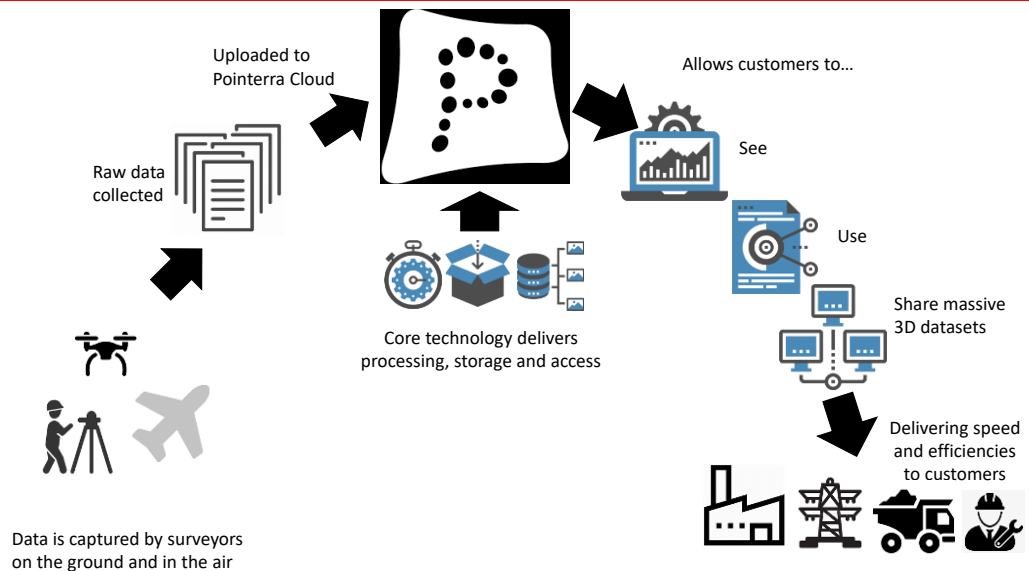 Uploaded to
Pointerra Cloud
Allows customers to…
Raw data
collected
See
Use
Core technology delivers
processing, storage and access
Share massive
3D datasets
Delivering speed
and efficiencies
to customers
Data is captured by surveyors
on the ground and in the air